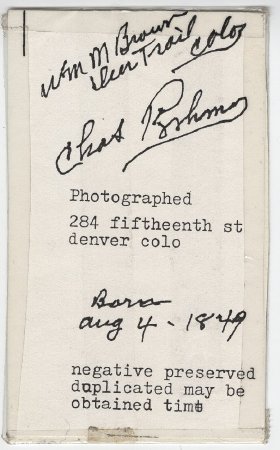 Wm M Brown
Deer Trail colo
Chas Bohm
Photographed
284 fifteenth st
denver colo
Born
aug 4 - 1849
negative preserved
duplicated may be
obtained time